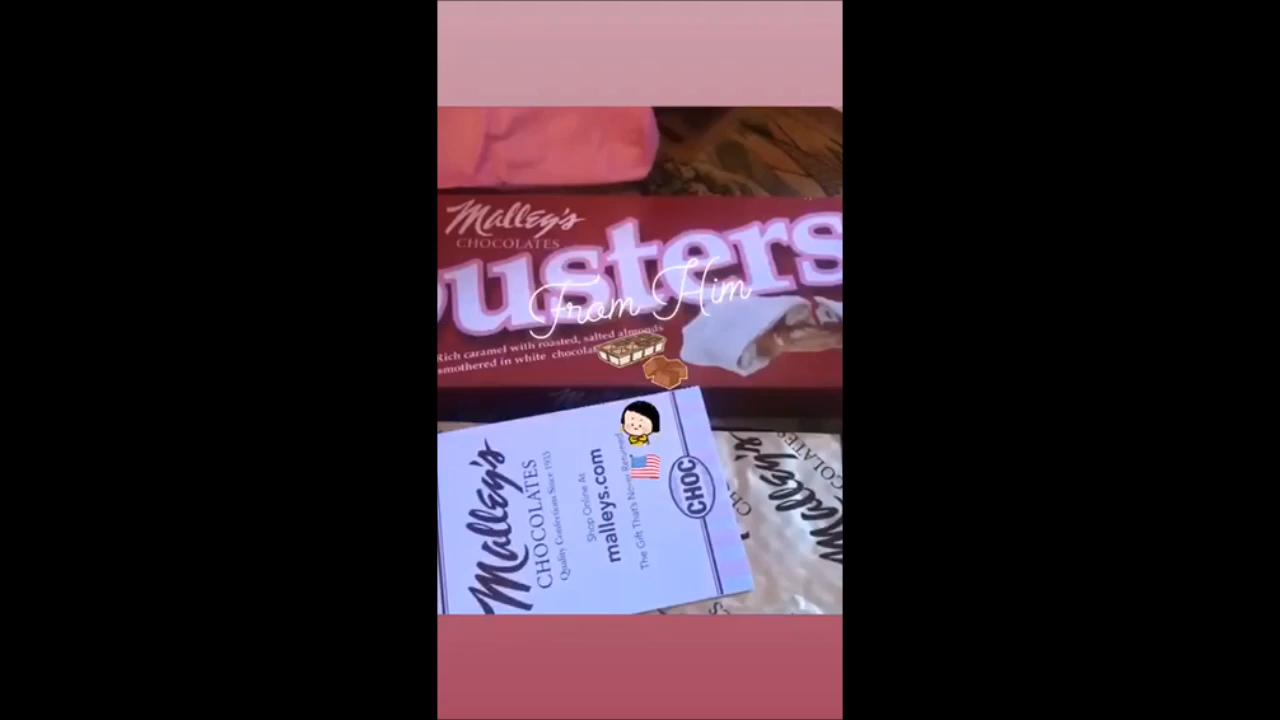 Malley's
CHOCOLATES
usters
From Him
Rich caramel with roasted, salted almonds
smothered in white
Malley's
CHOCOLATES
Quality Confections Since 1935
Shop Online At
malleys.com
The Gift That's Never Returned
CHOC
Malley's